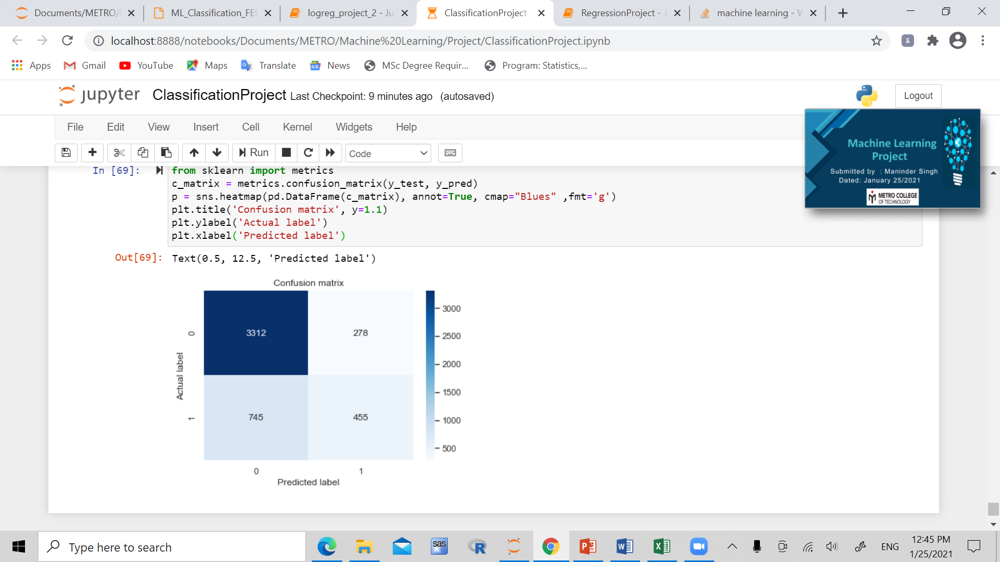 Documents/METRO/
ML_Classification_FEt
logreg_project_2 - Ju
ClassificationProject
RegressionProject - J
machine learning - W
localhost:8888/notebooks/Documents/METRO/Machine%20Learning/Project/ClassificationProject.ipynb
Apps
Gmail
YouTube
Maps
Translate
News
MSc Degree Requir...
Program: Statistics,...
jupyter
ClassificationProject Last Checkpoint: 9 minutes ago (autosaved)
Logout
File
Edit
View
Insert
Cell
Kernel
Widgets
Help
Run
Code
Machine Learning
Project
Submitted by : Maninder Singh
Dated: January 25/2021
METRO COLLEGE
OF TECHNOLOGY
In [69]:
from sklearn import metrics
c_matrix = metrics.confusion_matrix(y_test, y_pred)
p = sns.heatmap(pd.DataFrame(c_matrix), annot=True, cmap="Blues" ,fmt='g')
plt.title('Confusion matrix', y=1.1)
plt.ylabel('Actual label')
plt.xlabel('Predicted label')
Out[69]:
Text(0.5, 12.5, 'Predicted label')
Confusion matrix
3312
278
745
455
Actual label
0
1
0
1
Predicted label
3000
2500
2000
1500
1000
500
Type here to search
sas
ENG
12:45 PM
1/25/2021